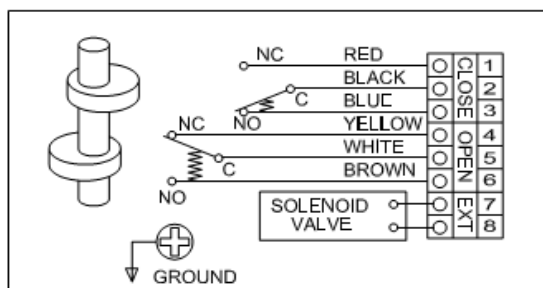 NC RED CLOSE 1
BLACK 2
C BLUE 3
NO
NC YELLOW OPEN 4
WHITE 5
C BROWN 6
NO
SOLENOID VALVE EXT 7
8
GROUND